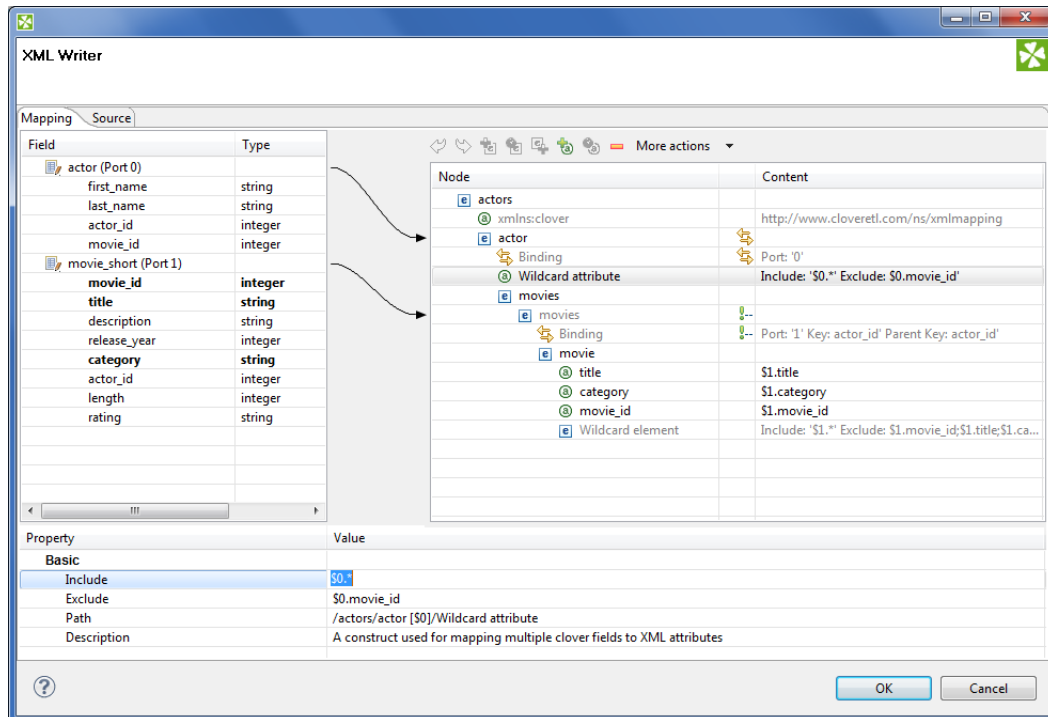 XML Writer
Mapping
Source
Field Type
actor (Port 0)
first_name string
last_name string
actor_id integer
movie_id integer
movie_short (Port 1)
movie_id integer
title string
description string
release_year integer
category string
actor_id integer
length integer
rating string
More actions
Node Content
actors
xmlns:clover http://www.cloveretl.com/ns/xmlmapping
actor
Binding Port: '0'
Wildcard attribute Include: '$0.*' Exclude: $0.movie_id'
movies
movies
Binding Port: '1' Key: actor_id' Parent Key: actor_id'
movie
title $1.title
category $1.category
movie_id $1.movie_id
Wildcard element Include: '$1.*' Exclude: $1.movie_id;$1.title;$1.ca...
Property Value
Basic
Include $0.*
Exclude $0.movie_id
Path /actors/actor [$0]/Wildcard attribute
Description A construct used for mapping multiple clover fields to XML attributes
OK
Cancel